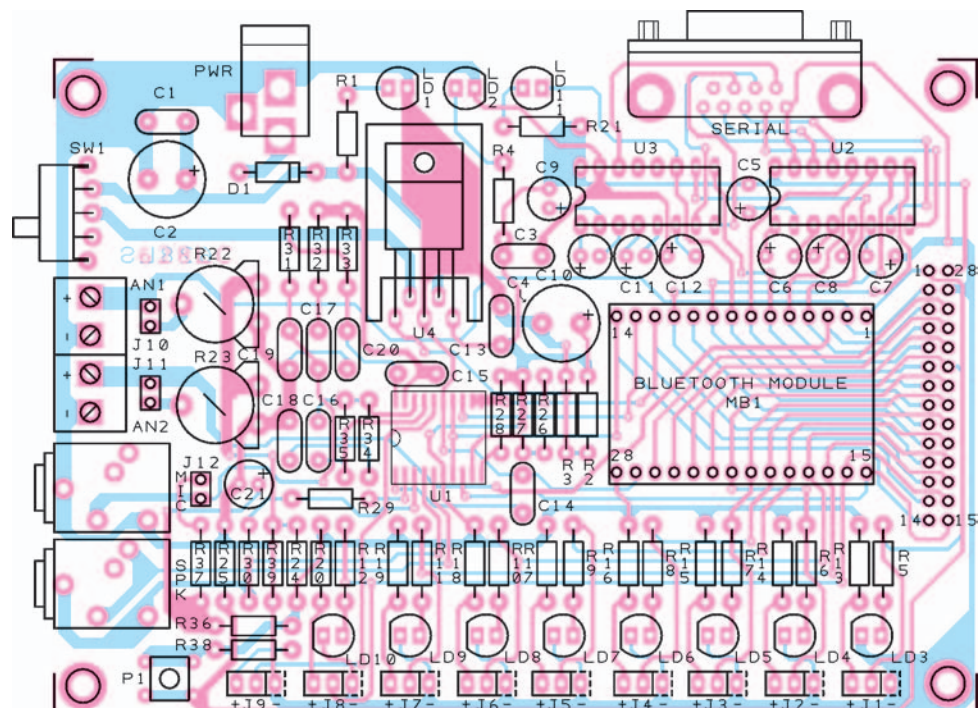 PWR
C1
SW1
C2
D1
R1
LD1
LD2
LD11
R21
R4
C9
U3
SERIAL
C5
U2
C3
C10
C11
C12
C6
C8
C7
1
28
14
15
AN1
+
-
J10
R22
R31
R32
R33
U4
C4
C13
C17
C19
C20
C15
R23
J11
+
-
AN2
C18
C16
R35
R34
U1
R28
R27
R26
R3
R2
C14
14
1
BLUETOOTH MODULE
MB1
28
15
J12
MIC
C21
R29
SPK
R37
R25
R30
R39
R24
R20
R12
R19
R11
R18
R10
R17
R9
R16
R8
R15
R7
R14
R6
R13
R5
R36
R38
P1
LD10
LD9
LD8
LD7
LD6
LD5
LD4
LD3
+J9-
+J8-
+J7-
+J6-
+J5-
+J4-
+J3-
+J2-
+J1-